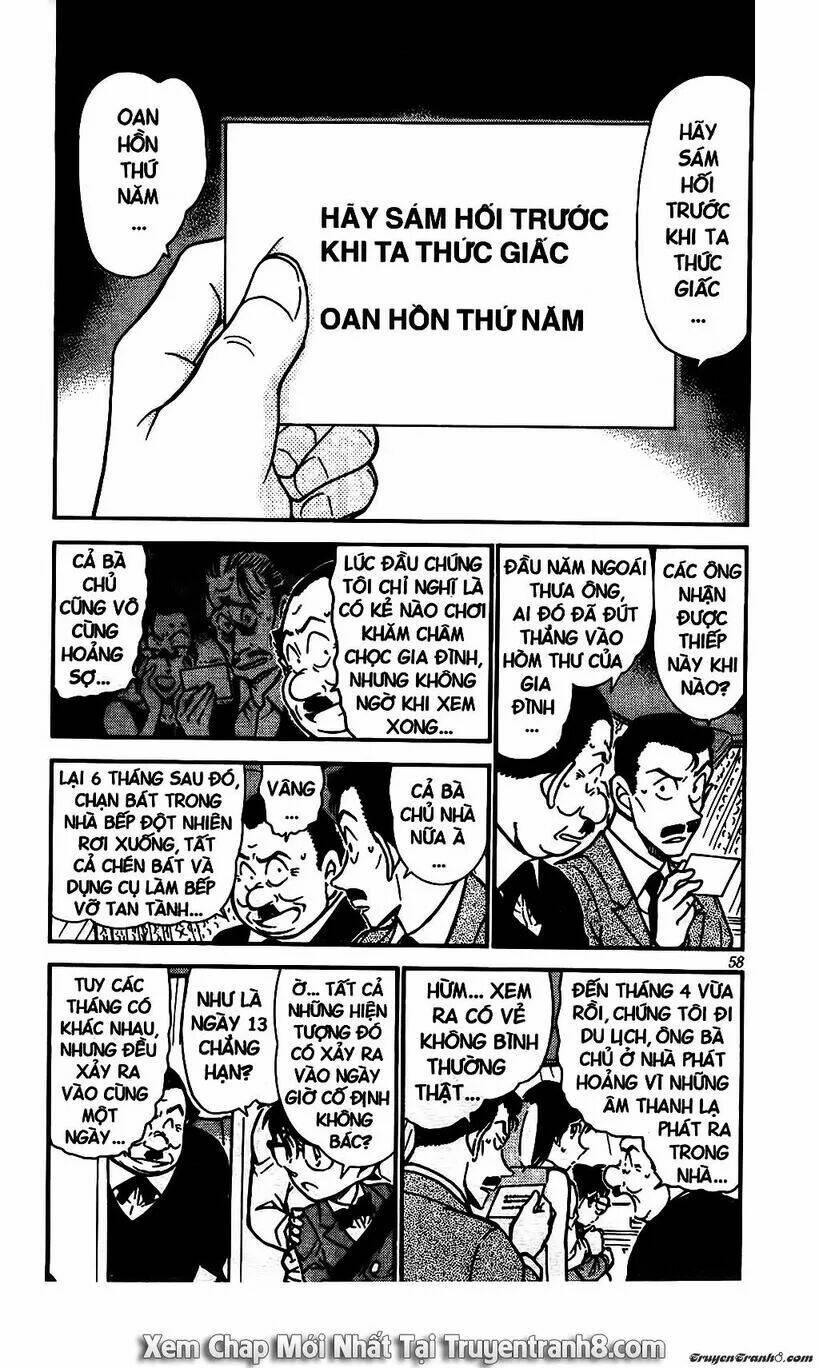 HÃY
SÁM
HỐI
TRƯỚC
KHI TA
THỨC
GIẤC
...
HÃY SÁM HỐI TRƯỚC
KHI TA THỨC GIẤC
OAN HỒN THỨ NĂM
OAN
HỒN
THỨ
NĂM
...
CÁC ÔNG
NHẬN
ĐƯỢC
THIẾP
NÀY KHI
NÀO?
ĐẦU NĂM NGOÁI
THƯA ÔNG,
AI ĐÓ ĐÃ ĐÚT
THẲNG VÀO
HÒM THƯ CỦA
GIA
ĐÌNH
...
LÚC ĐẦU CHÚNG
TÔI CHỈ NGHĨ LÀ
CÓ KẺ NÀO CHƠI
KHĂM CHÂM
CHỌC GIA ĐÌNH,
NHƯNG KHÔNG
NGỜ KHI XEM
XONG...
CẢ BÀ
CHỦ
CŨNG VÔ
CÙNG
HOẢNG
SỢ...
CẢ BÀ
CHỦ NHÀ
NỮA À
...
VÂNG
...
LẠI 6 THÁNG SAU ĐÓ,
CHẠN BÁT TRONG
NHÀ BẾP ĐỘT NHIÊN
RƠI XUỐNG, TẤT
CẢ CHÉN BÁT VÀ
DỤNG CỤ LÀM BẾP
VỠ TAN TÀNH...
58
ĐẾN THÁNG 4 VỪA
RỒI, CHÚNG TÔI ĐI
DU LỊCH, ÔNG BÀ
CHỦ Ở NHÀ PHÁT
HOẢNG VÌ NHỮNG
ÂM THANH LẠ
PHÁT RA
TRONG
NHÀ...
HỪM... XEM
RA CÓ VẺ
KHÔNG BÌNH
THƯỜNG
THẬT...
Ơ... TẤT CẢ
NHỮNG HIỆN
TƯỢNG ĐÓ
CÓ XẢY RA
VÀO NGÀY
GIỜ CỐ ĐỊNH
KHÔNG
BÁC?
NHƯ LÀ
NGÀY 13
CHẲNG
HẠN?
TUY CÁC
THÁNG CÓ
KHÁC NHAU,
NHƯNG ĐỀU
XẢY RA
VÀO CÙNG
MỘT
NGÀY...
Xem Chap Mới Nhất Tại Truyentranh8.com
TruyenTranh8.com